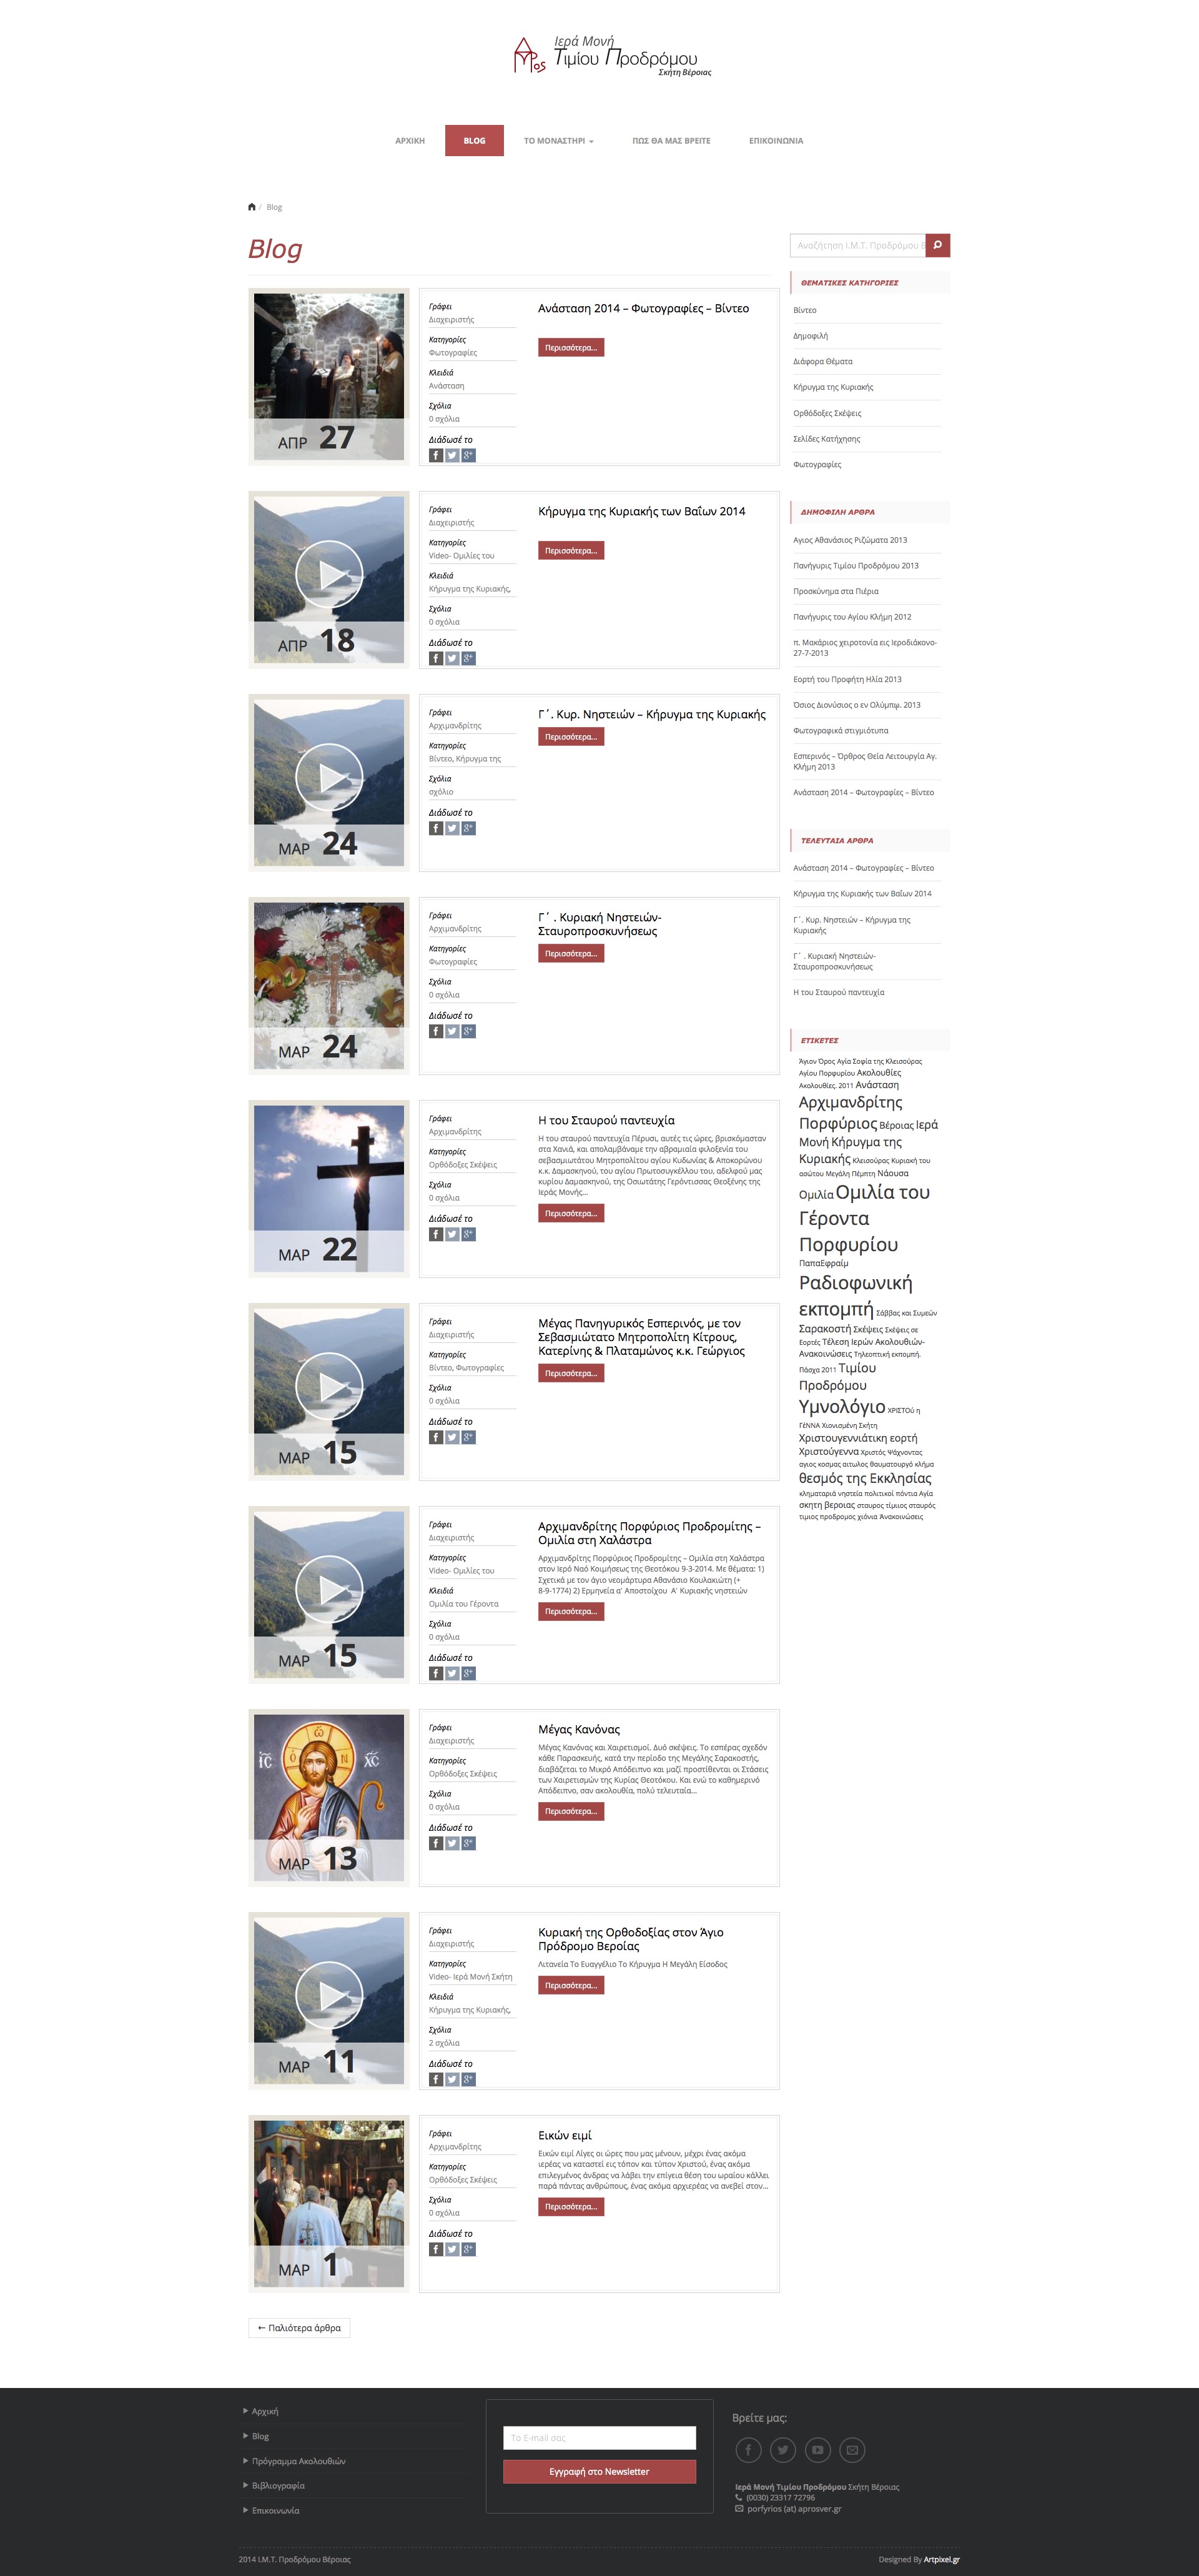 Ιερά Μονή
Τιμίου Προδρόμου
Σκήτη Βέροιας
ΑΡΧΙΚΗ
BLOG
ΤΟ ΜΟΝΑΣΤΗΡΙ
ΠΩΣ ΘΑ ΜΑΣ ΒΡΕΙΤΕ
ΕΠΙΚΟΙΝΩΝΙΑ
/ Blog
Blog
ΑΠΡ 27
Γράφει
Διαχειριστής
Κατηγορίες
Φωτογραφίες
Κλειδιά
Ανάσταση
Σχόλια
0 σχόλια
Διάδωσέ το
Ανάσταση 2014 – Φωτογραφίες – Βίντεο
Περισσότερα...
ΑΠΡ 18
Γράφει
Διαχειριστής
Κατηγορίες
Video- Ομιλίες του
Κλειδιά
Κήρυγμα της Κυριακής,
Σχόλια
0 σχόλια
Διάδωσέ το
Κήρυγμα της Κυριακής των Βαΐων 2014
Περισσότερα...
ΜΑΡ 24
Γράφει
Αρχιμανδρίτης
Κατηγορίες
Βίντεο, Κήρυγμα της
Σχόλια
σχόλιο
Διάδωσέ το
Γ΄. Κυρ. Νηστειών – Κήρυγμα της Κυριακής
Περισσότερα...
ΜΑΡ 24
Γράφει
Αρχιμανδρίτης
Κατηγορίες
Φωτογραφίες
Σχόλια
0 σχόλια
Διάδωσέ το
Γ΄ . Κυριακή Νηστειών-
Σταυροπροσκυνήσεως
Περισσότερα...
ΜΑΡ 22
Γράφει
Αρχιμανδρίτης
Κατηγορίες
Ορθόδοξες Σκέψεις
Σχόλια
0 σχόλια
Διάδωσέ το
Η του Σταυρού παντευχία
Η του σταυρού παντευχία Πέρυσι, αυτές τις ώρες, βρισκόμασταν
στα Χανιά, και απολαμβάναμε την αβραμιαία φιλοξενία του
σεβασμιωτάτου Μητροπολίτου αγίου Κυδωνίας & Αποκορώνου
κ.κ. Δαμασκηνού, του αγίου Πρωτοσυγκέλλου του, αδελφού μας
κυρίου Δαμασκηνού, της Οσιωτάτης Γερόντισσας Θεοξένης της
Ιεράς Μονής...
Περισσότερα...
ΜΑΡ 15
Γράφει
Διαχειριστής
Κατηγορίες
Βίντεο, Φωτογραφίες
Σχόλια
0 σχόλια
Διάδωσέ το
Μέγας Πανηγυρικός Εσπερινός, με τον
Σεβασμιώτατο Μητροπολίτη Κίτρους,
Κατερίνης & Πλαταμώνος κ.κ. Γεώργιος
Περισσότερα...
ΜΑΡ 15
Γράφει
Διαχειριστής
Κατηγορίες
Video- Ομιλίες του
Κλειδιά
Ομιλία του Γέροντα
Σχόλια
0 σχόλια
Διάδωσέ το
Αρχιμανδρίτης Πορφύριος Προδρομίτης –
Ομιλία στη Χαλάστρα
Αρχιμανδρίτης Πορφύριος Προδρομίτης – Ομιλία στη Χαλάστρα
στον Ιερό Ναό Κοιμήσεως της Θεοτόκου 9-3-2014. Με θέματα: 1)
Σχετικά με τον άγιο νεομάρτυρα Αθανάσιο Κουλακιώτη (+
8-9-1774) 2) Ερμηνεία α' Αποστοίχου Α' Κυριακής νηστειών
Περισσότερα...
ΜΑΡ 13
Γράφει
Διαχειριστής
Κατηγορίες
Ορθόδοξες Σκέψεις
Σχόλια
0 σχόλια
Διάδωσέ το
Μέγας Κανόνας
Μέγας Κανόνας και Χαιρετισμοί. Δυό σκέψεις. Το εσπέρας σχεδόν
κάθε Παρασκευής, κατά την περίοδο της Μεγάλης Σαρακοστής,
διαβάζεται το Μικρό Απόδειπνο και μαζί προστίθενται οι Στάσεις
των Χαιρετισμών της Κυρίας Θεοτόκου. Και ενώ το καθημερινό
Απόδειπνο, σαν ακολουθία, πολύ τελευταία...
Περισσότερα...
ΜΑΡ 11
Γράφει
Διαχειριστής
Κατηγορίες
Video- Ιερά Μονή Σκήτη
Κλειδιά
Κήρυγμα της Κυριακής,
Σχόλια
2 σχόλια
Διάδωσέ το
Κυριακή της Ορθοδοξίας στον Άγιο
Πρόδρομο Βεροίας
Λιτανεία Το Ευαγγέλιο Το Κήρυγμα Η Μεγάλη Είσοδος
Περισσότερα...
ΜΑΡ 1
Γράφει
Αρχιμανδρίτης
Κατηγορίες
Ορθόδοξες Σκέψεις
Σχόλια
0 σχόλια
Διάδωσέ το
Εικών ειμί
Εικών ειμί Λίγες οι ώρες που μας μένουν, μέχρι ένας ακόμα
ιερέας να καταστεί εις τόπον και τύπον Χριστού, ένας ακόμα
επιλεγμένος άνδρας να λάβει την επίγεια θέση του ωραίου κάλλει
παρά πάντας ανθρώπους, ένας ακόμα αρχιερέας να ανεβεί στον...
Περισσότερα...
← Παλιότερα άρθρα
Αναζήτηση Ι.Μ.Τ. Προδρόμου Β
ΘΕΜΑΤΙΚΕΣ ΚΑΤΗΓΟΡΙΕΣ
Βίντεο
Δημοφιλή
Διάφορα Θέματα
Κήρυγμα της Κυριακής
Ορθόδοξες Σκέψεις
Σελίδες Κατήχησης
Φωτογραφίες
ΔΗΜΟΦΙΛΗ ΑΡΘΡΑ
Αγιος Αθανάσιος Ριζώματα 2013
Πανήγυρις Τιμίου Προδρόμου 2013
Προσκύνημα στα Πιέρια
Πανήγυρις του Αγίου Κλήμη 2012
π. Μακάριος χειροτονία εις Ιεροδιάκονο-
27-7-2013
Εορτή του Προφήτη Ηλία 2013
Όσιος Διονύσιος ο εν Ολύμπω. 2013
Φωτογραφικά στιγμιότυπα
Εσπερινός – Όρθρος Θεία Λειτουργία Αγ.
Κλήμη 2013
Ανάσταση 2014 – Φωτογραφίες – Βίντεο
ΤΕΛΕΥΤΑΙΑ ΑΡΘΡΑ
Ανάσταση 2014 – Φωτογραφίες – Βίντεο
Κήρυγμα της Κυριακής των Βαΐων 2014
Γ΄. Κυρ. Νηστειών – Κήρυγμα της
Κυριακής
Γ΄ . Κυριακή Νηστειών-
Σταυροπροσκυνήσεως
Η του Σταυρού παντευχία
ΕΤΙΚΕΤΕΣ
Άγιον Όρος Αγία Σοφία της Κλεισούρας
Αγίου Πορφυρίου Ακολουθίες
Ακολουθίες. 2011 Ανάσταση
Αρχιμανδρίτης
Πορφύριος Βέροιας Ιερά
Μονή Κήρυγμα της
Κυριακής Κλεισούρας Κυριακή του
ασώτου Μεγάλη Πέμπτη Νάουσα
Ομιλία Ομιλία του
Γέροντα
Πορφυρίου
ΠαπαΕφραίμ
Ραδιοφωνική
εκπομπή Σάββας και Συμεών
Σαρακοστή Σκέψεις Σκέψεις σε
Εορτές Τέλεση Ιερών Ακολουθιών-
Ανακοινώσεις Τηλεοπτική εκπομπή.
Πάσχα 2011 Τιμίου
Προδρόμου
Υμνολόγιο ΧΡΙΣΤΟύ η
ΓέΝΝΑ Χιονισμένη Σκήτη
Χριστουγεννιάτικη εορτή
Χριστούγεννα Χριστός Ψάχνοντας
αγιος κοσμας αιτωλος θαυματουργό κλήμα
θεσμός της Εκκλησίας
κληματαριά νηστεία πολιτικοί πόντια Αγία
σκητη βεροιας σταυρος τίμιος σταυρός
τιμιος προδρομος χιόνια Ἀνακοινώσεις
Αρχική
Blog
Πρόγραμμα Ακολουθιών
Βιβλιογραφία
Επικοινωνία
Το E-mail σας
Εγγραφή στο Newsletter
Βρείτε μας:
Ιερά Μονή Τιμίου Προδρόμου Σκήτη Βέροιας
(0030) 23317 72796
porfyrios (at) aprosver.gr
2014 Ι.Μ.Τ. Προδρόμου Βέροιας
Designed By Artpixel.gr